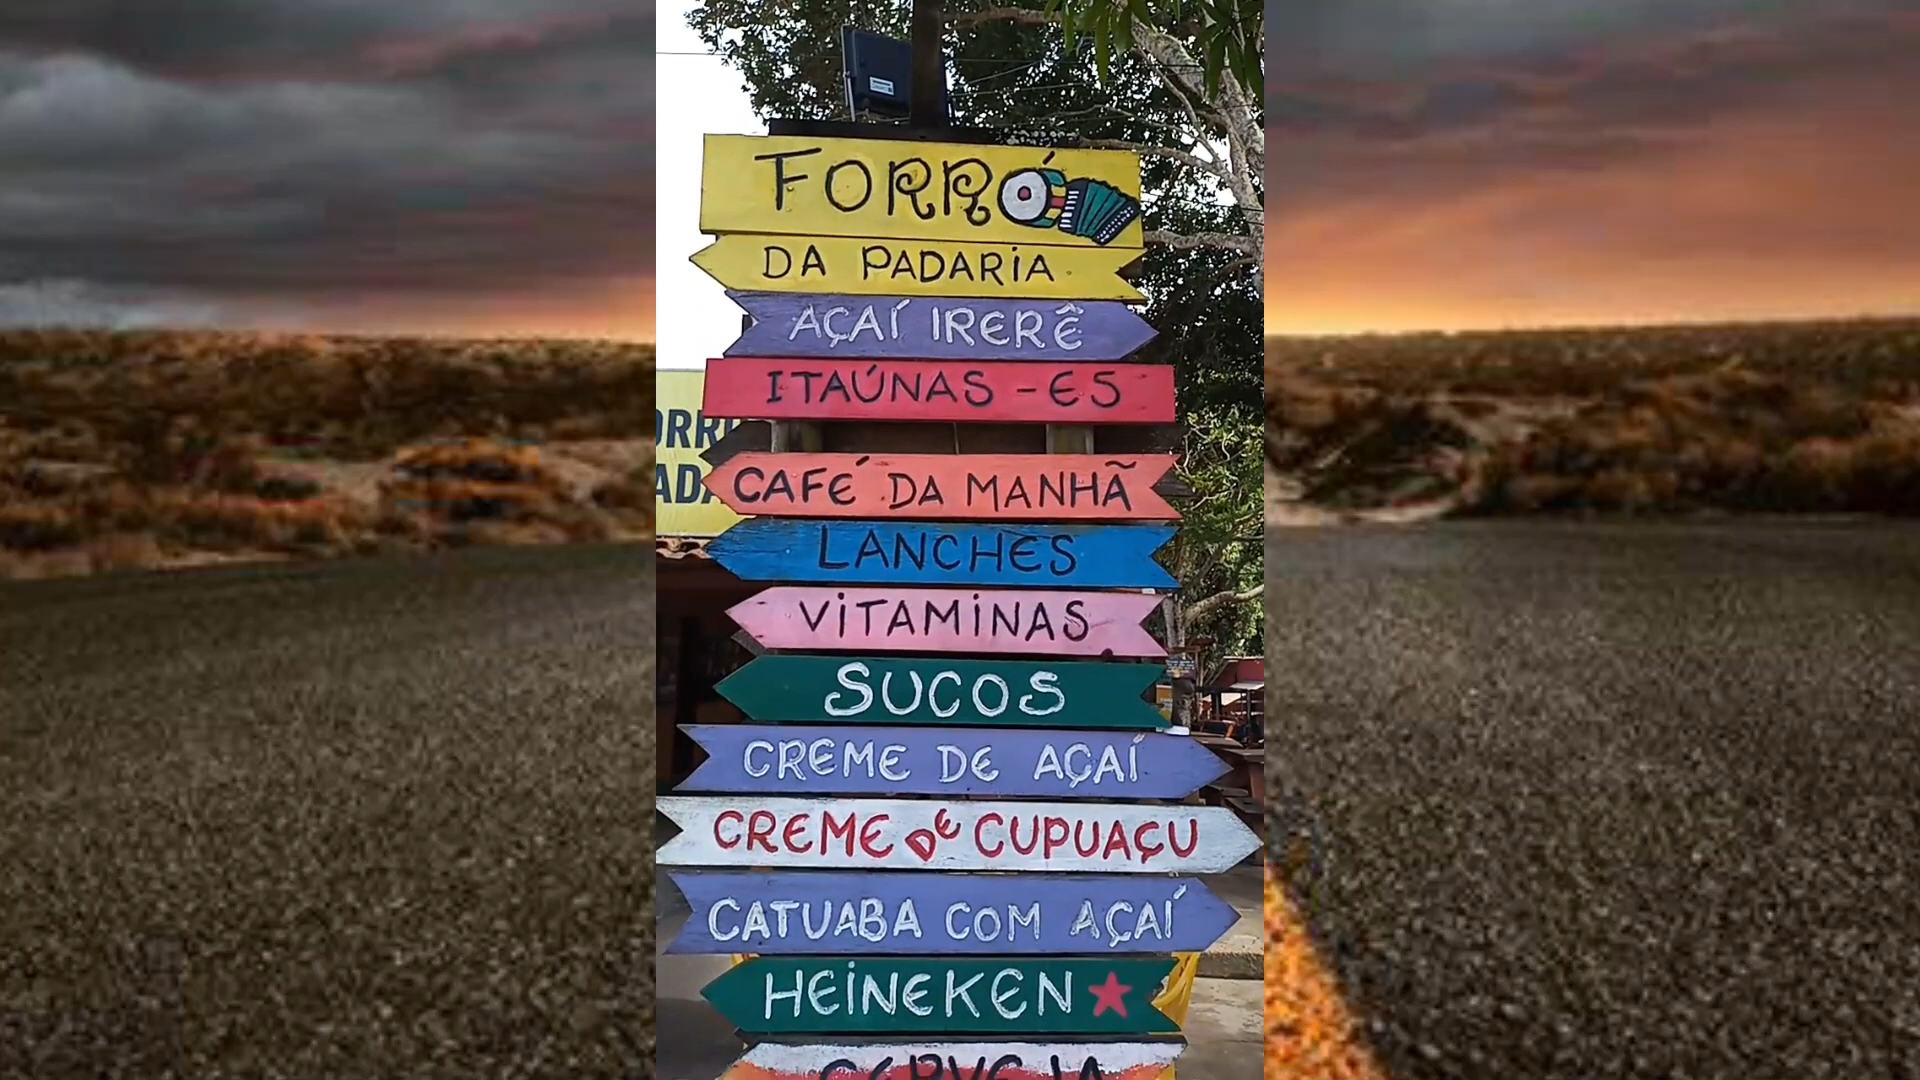 FORRÓ
DA PADARIA
AÇAÍ IRERÊ
ITAÚNAS - ES
CAFÉ DA MANHÃ
LANCHES
VITAMINAS
SUCOS
CREME DE AÇAÍ
CREME DE CUPUAÇU
CATUABA COM AÇAÍ
HEINEKEN
CERVEJA